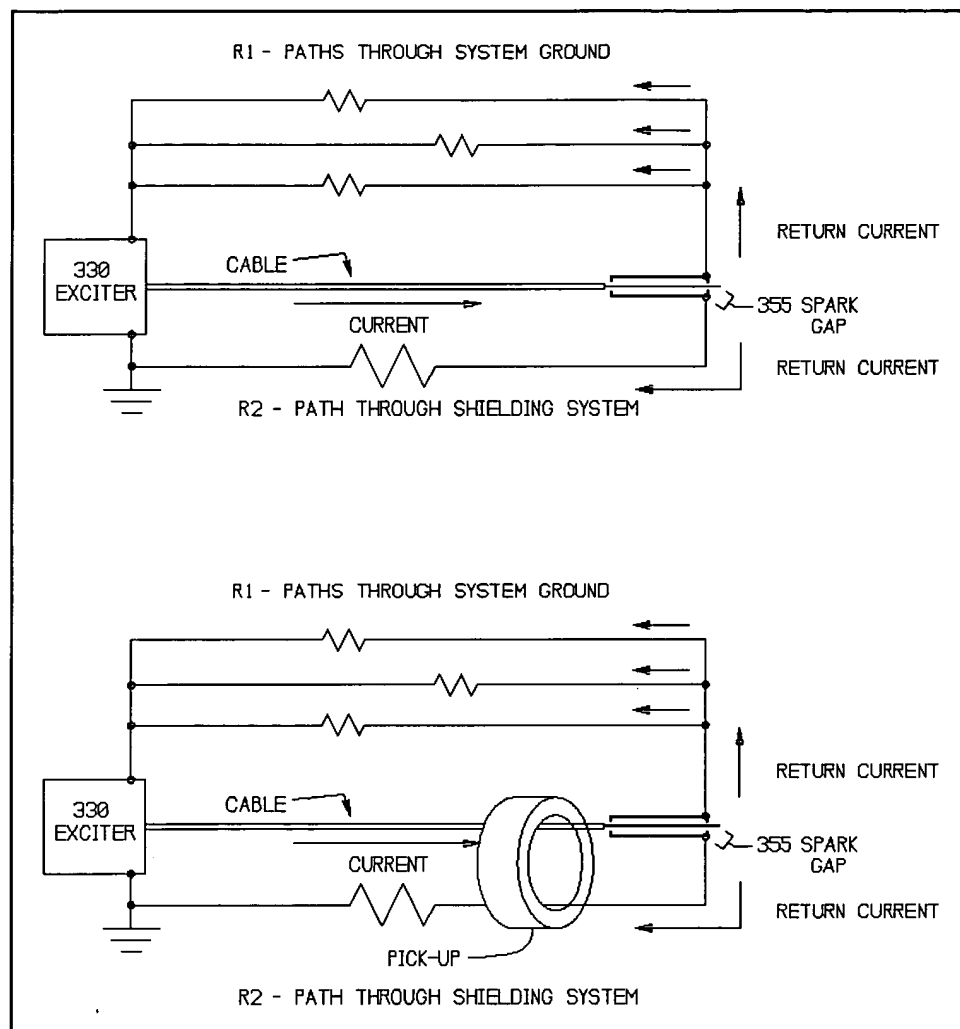 R1 - PATHS THROUGH SYSTEM GROUND
RETURN CURRENT
330
EXCITER
CABLE
CURRENT
355 SPARK
GAP
RETURN CURRENT
R2 - PATH THROUGH SHIELDING SYSTEM
R1 - PATHS THROUGH SYSTEM GROUND
RETURN CURRENT
330
EXCITER
CABLE
CURRENT
355 SPARK
GAP
RETURN CURRENT
PICK-UP
R2 - PATH THROUGH SHIELDING SYSTEM